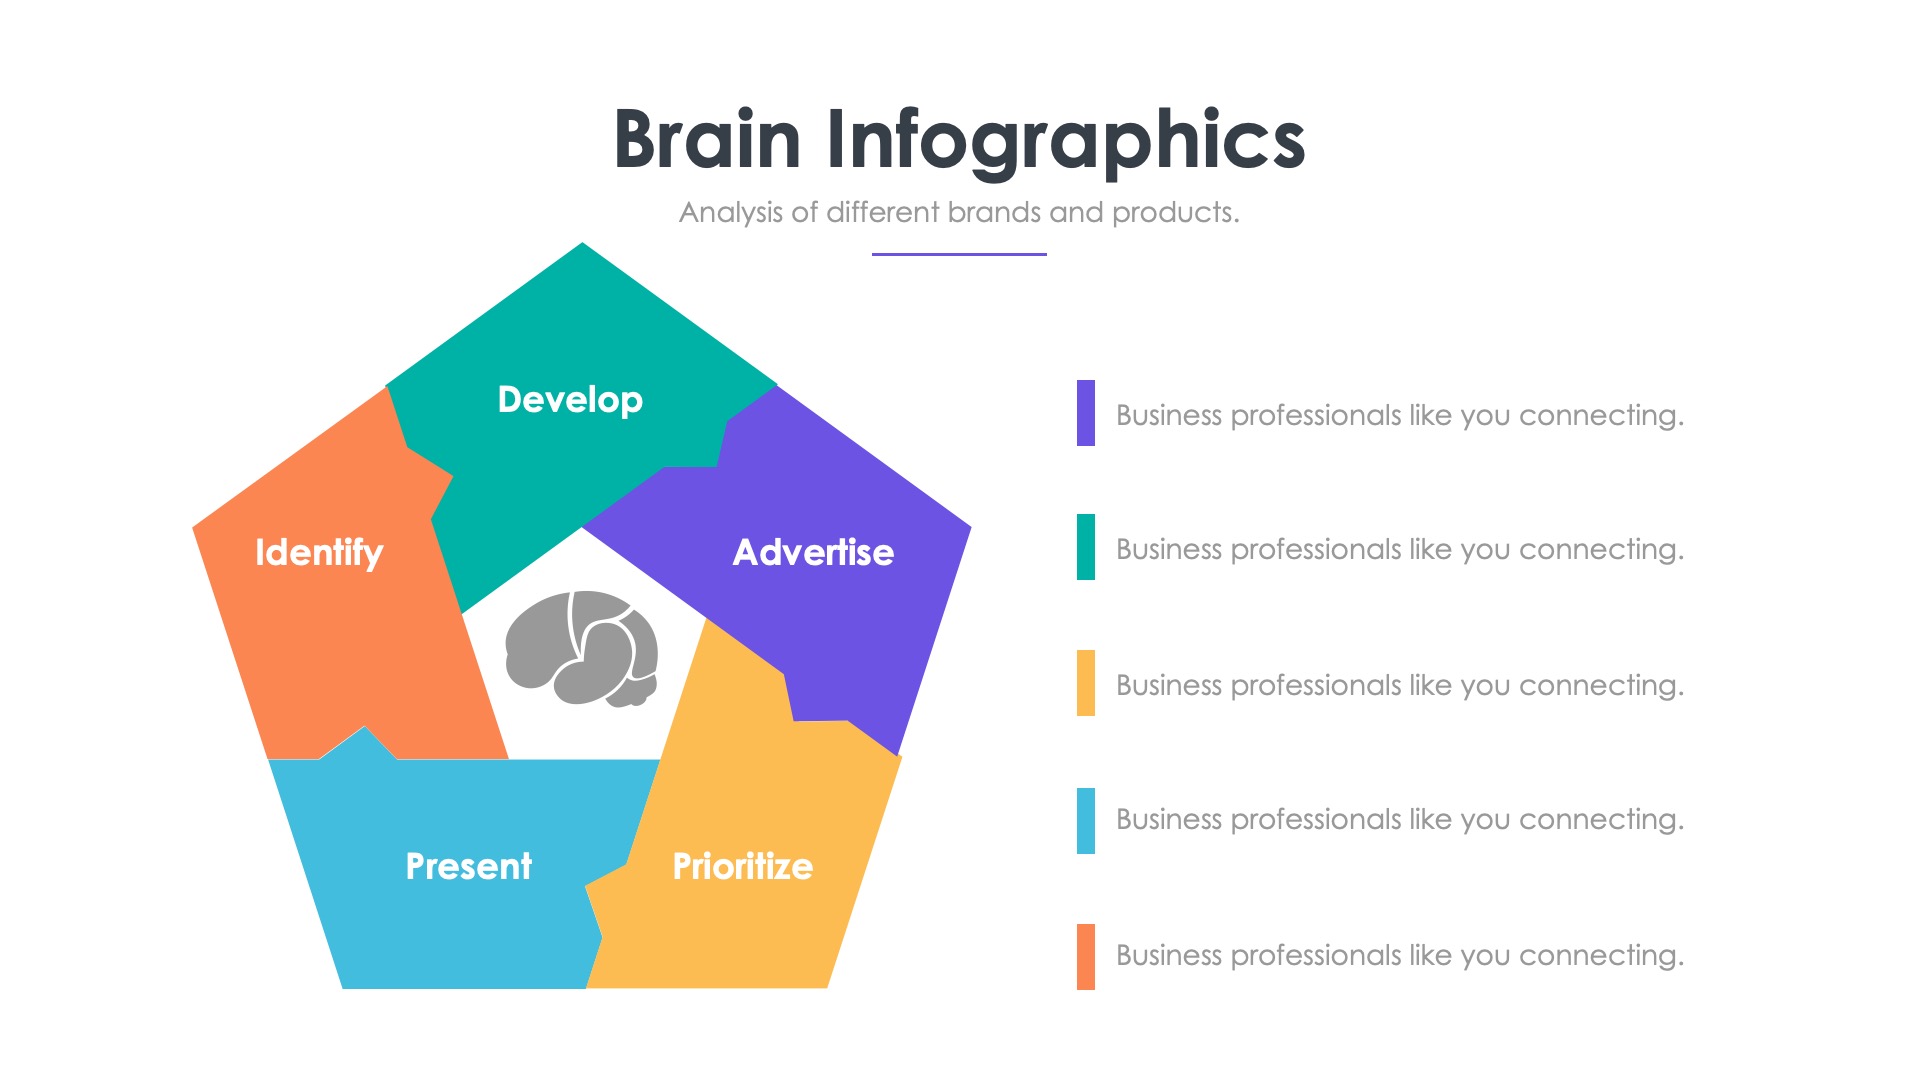 Brain Infographics
Analysis of different brands and products.
Develop
Identify
Advertise
Present
Prioritize
Business professionals like you connecting.
Business professionals like you connecting.
Business professionals like you connecting.
Business professionals like you connecting.
Business professionals like you connecting.